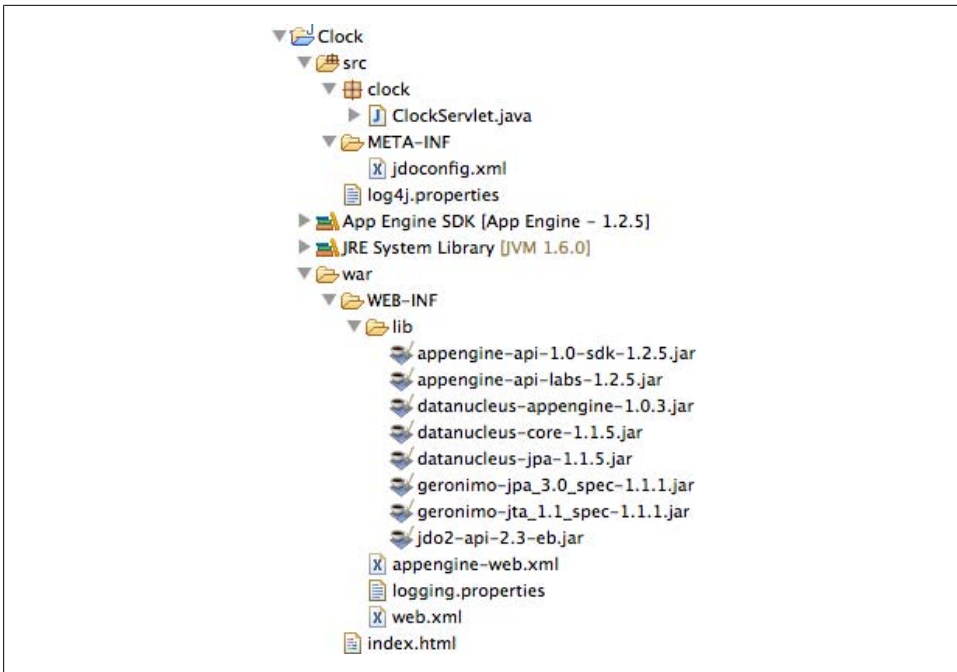 Clock
src
clock
ClockServlet.java
META-INF
jdoconfig.xml
log4j.properties
App Engine SDK [App Engine - 1.2.5]
JRE System Library [JVM 1.6.0]
war
WEB-INF
lib
appengine-api-1.0-sdk-1.2.5.jar
appengine-api-labs-1.2.5.jar
datanucleus-appengine-1.0.3.jar
datanucleus-core-1.1.5.jar
datanucleus-jpa-1.1.5.jar
geronimo-jpa_3.0_spec-1.1.1.jar
geronimo-jta_1.1_spec-1.1.1.jar
jdo2-api-2.3-eb.jar
appengine-web.xml
logging.properties
web.xml
index.html